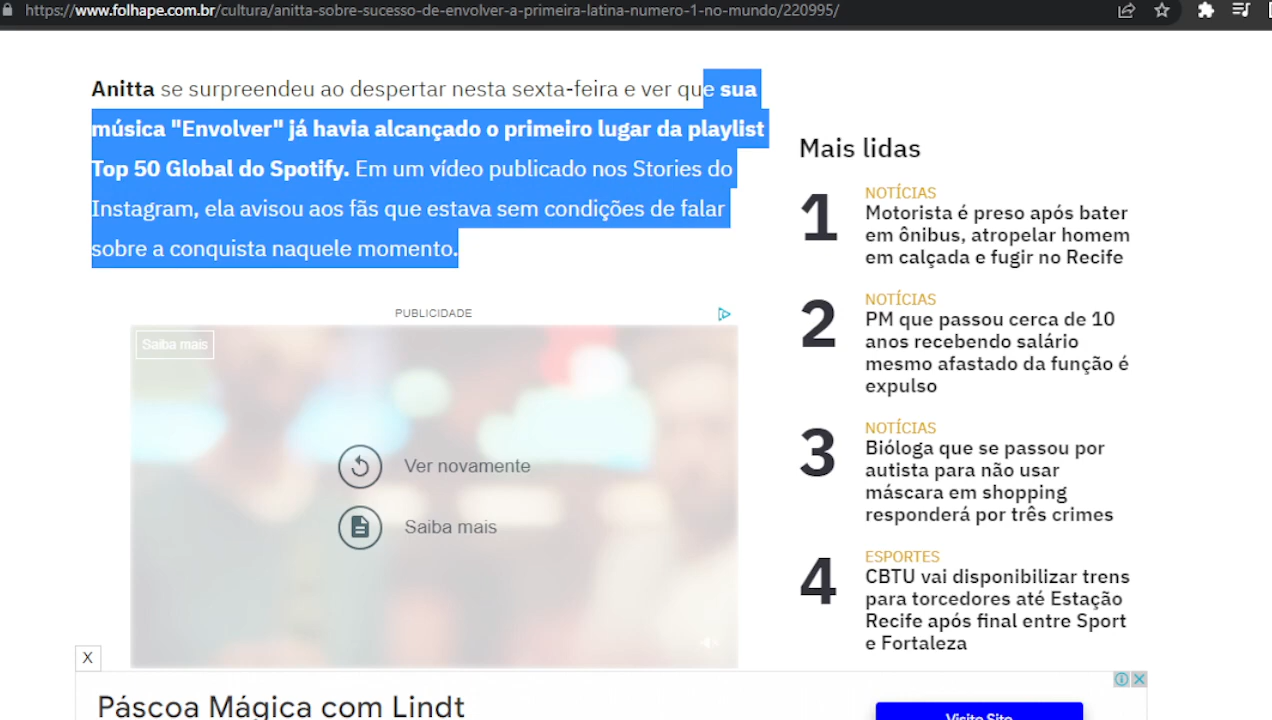 https://www.folhape.com.br/cultura/anitta-sobre-sucesso-de-envolver-a-primeira-latina-numero-1-no-mundo/220995/
Anitta se surpreendeu ao despertar nesta sexta-feira e ver que sua
música "Envolver" já havia alcançado o primeiro lugar da playlist
Top 50 Global do Spotify. Em um vídeo publicado nos Stories do
Instagram, ela avisou aos fãs que estava sem condições de falar
sobre a conquista naquele momento.
PUBLICIDADE
Saiba mais
Ver novamente
Saiba mais
Mais lidas
1
NOTÍCIAS
Motorista é preso após bater
em ônibus, atropelar homem
em calçada e fugir no Recife
2
NOTÍCIAS
PM que passou cerca de 10
anos recebendo salário
mesmo afastado da função é
expulso
3
NOTÍCIAS
Bióloga que se passou por
autista para não usar
máscara em shopping
responderá por três crimes
4
ESPORTES
CBTU vai disponibilizar trens
para torcedores até Estação
Recife após final entre Sport
e Fortaleza
X
Páscoa Mágica com Lindt
Visite Site